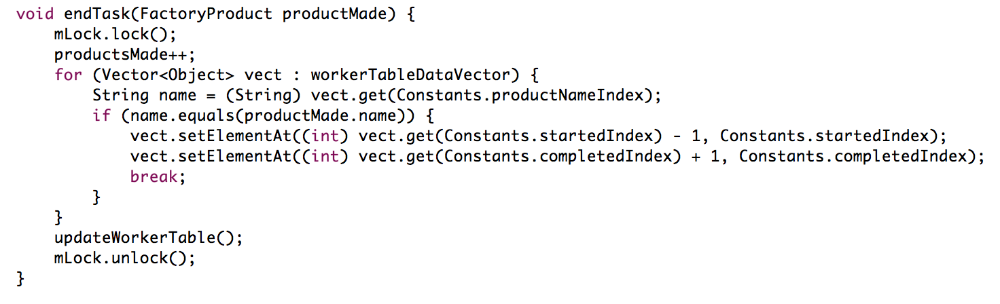 void endTask(FactoryProduct productMade) {
    mLock.lock();
    productsMade++;
    for (Vector<Object> vect : workerTableDataVector) {
        String name = (String) vect.get(Constants.productNameIndex);
        if (name.equals(productMade.name)) {
            vect.setElementAt((int) vect.get(Constants.startedIndex) - 1, Constants.startedIndex);
            vect.setElementAt((int) vect.get(Constants.completedIndex) + 1, Constants.completedIndex);
            break;
        }
    }
    updateWorkerTable();
    mLock.unlock();
}